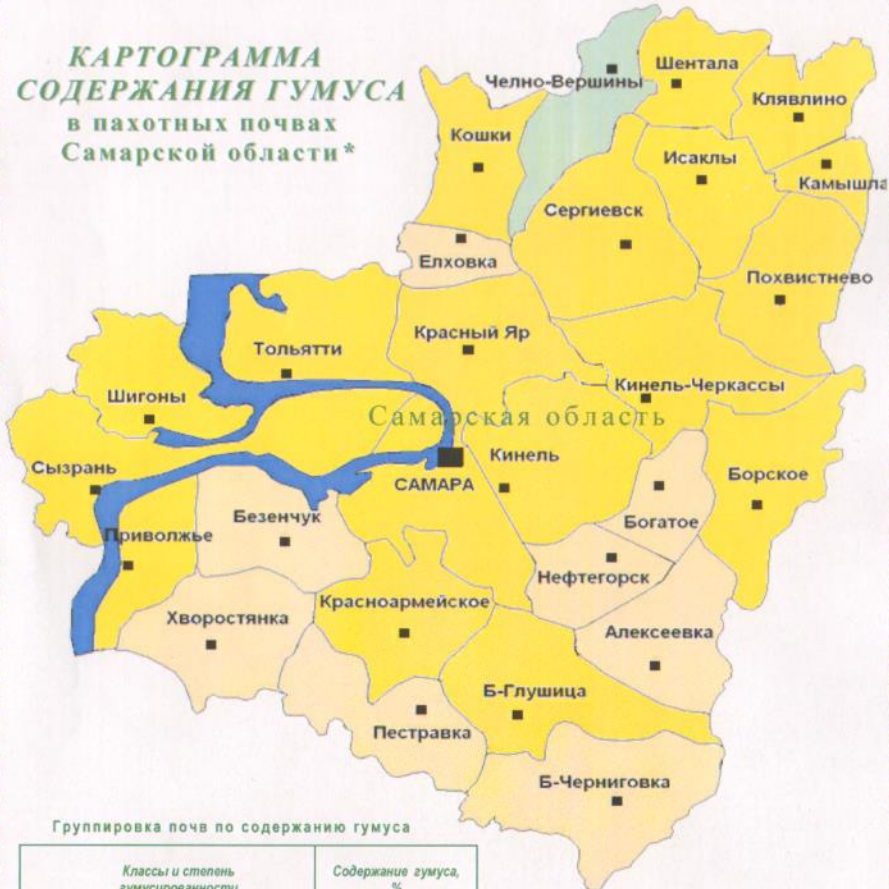 КАРТОГРАММА
СОДЕРЖАНИЯ ГУМУСА
в пахотных почвах
Самарской области*
Шентала
Челно-Вершины
Клявлино
Кошки
Исаклы
Камышла
Сергиевск
Елховка
Похвистнево
Красный Яр
Тольятти
Кинель-Черкассы
Шигоны
Самарская область
Кинель
Сызрань
Борское
САМАРА
Безенчук
Богатое
Приволжье
Нефтегорск
Красноармейское
Хворостянка
Алексеевка
Б-Глушица
Пестравка
Б-Черниговка
Группировка почв по содержанию гумуса
Классы и степень
гумусированности
Содержание гумуса,
%